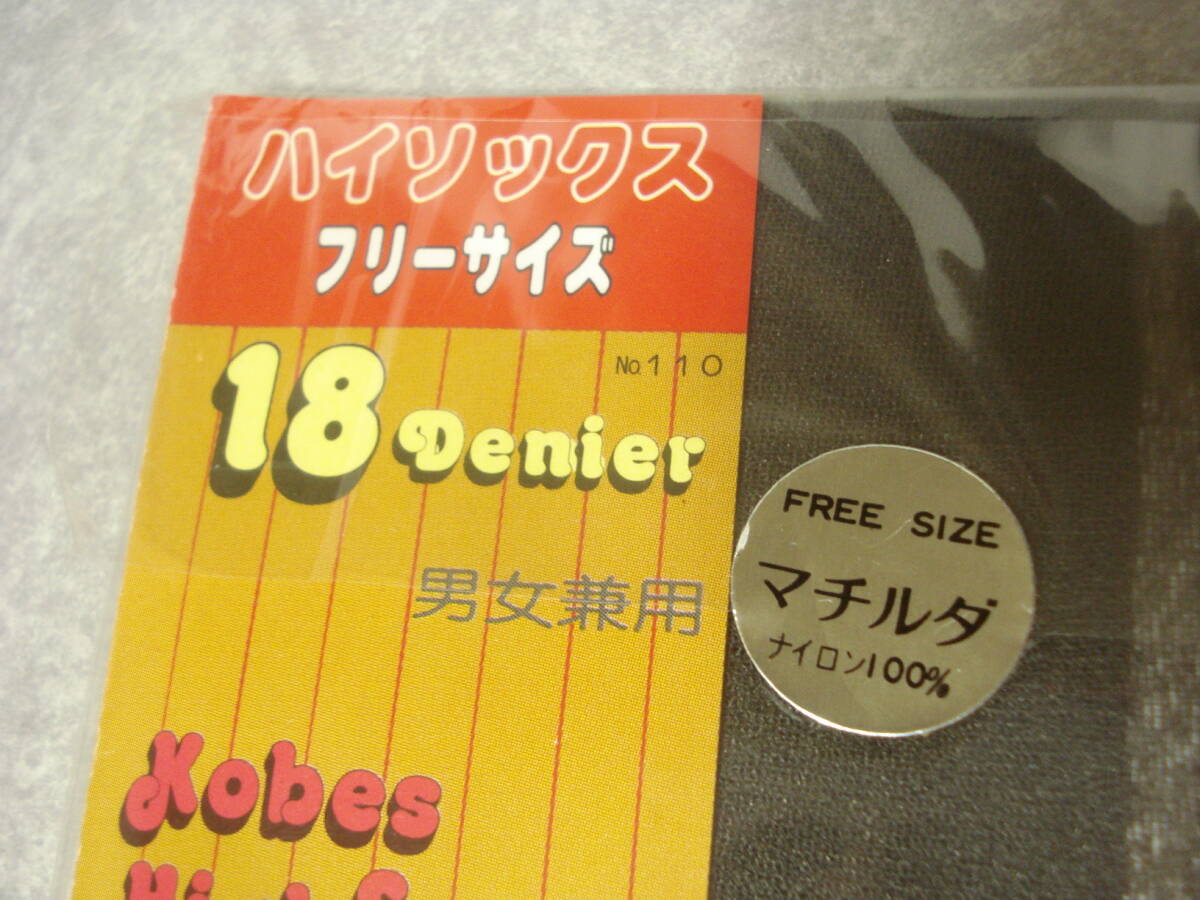 ハイソックス
フリーサイズ
No.110
18 Denier
男女兼用
FREE SIZE
マチルダ
ナイロン100%
Kobes